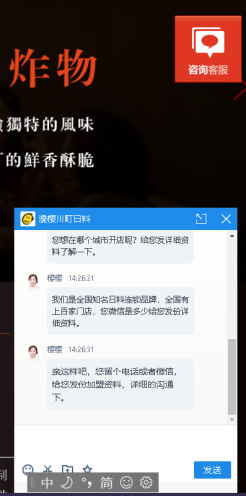 炸物
咨询客服
獨特的風味
的鮮香酥脆
漫樱川町日料
您想在哪个城市开店呢？给您发详细资
料了解一下。
樱樱 14:26:21
我们是全国知名日料连锁品牌，全国有
上百家门店，您微信是多少给您发份详
细资料。
樱樱 14:26:31
亲这样吧，您留个电话或者微信，
给您发份加盟资料，详细的沟通
下。
制
中 简
发送